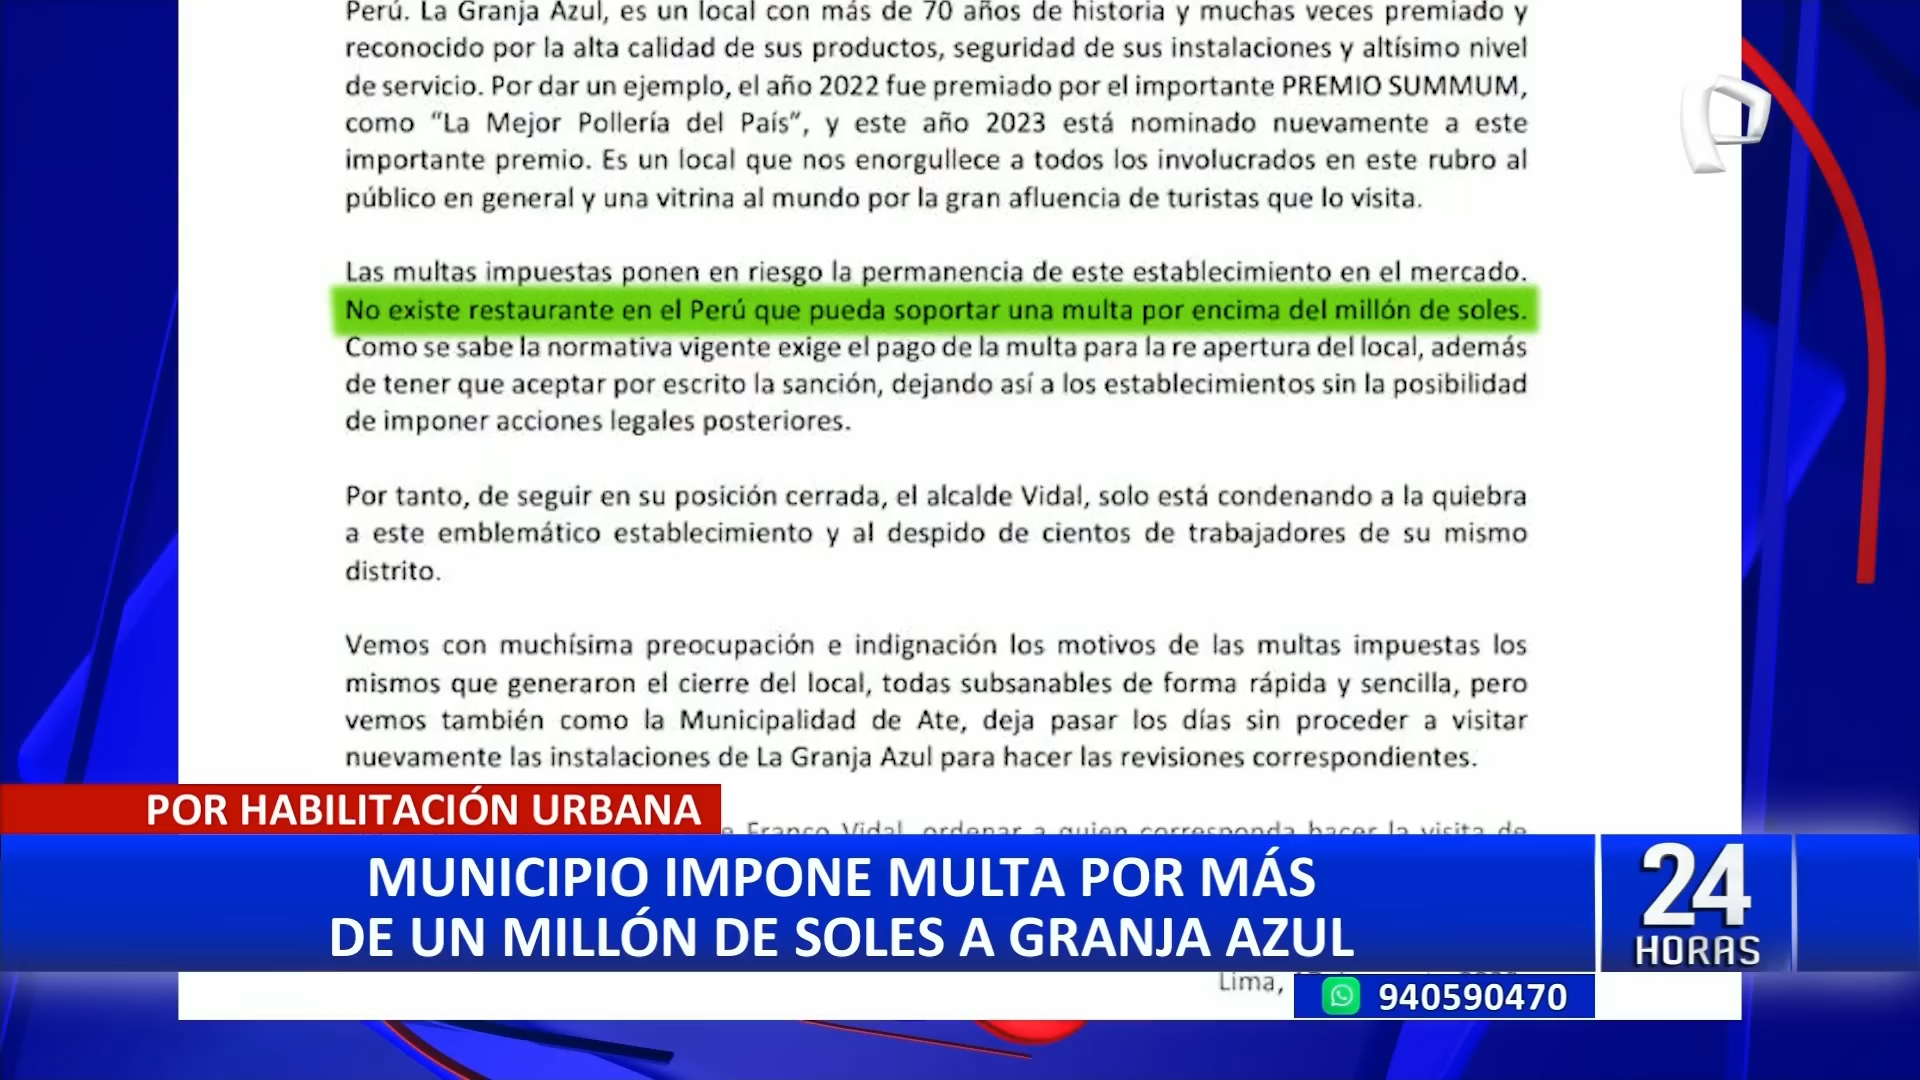 Perú. La Granja Azul, es un local con más de 70 años de historia y muchas veces premiado y
reconocido por la alta calidad de sus productos, seguridad de sus instalaciones y altísimo nivel
de servicio. Por dar un ejemplo, el año 2022 fue premiado por el importante PREMIO SUMMUM,
como “La Mejor Pollería del País”, y este año 2023 está nominado nuevamente a este
importante premio. Es un local que nos enorgullece a todos los involucrados en este rubro al
público en general y una vitrina al mundo por la gran afluencia de turistas que lo visita.
Las multas impuestas ponen en riesgo la permanencia de este establecimiento en el mercado.
No existe restaurante en el Perú que pueda soportar una multa por encima del millón de soles.
Como se sabe la normativa vigente exige el pago de la multa para la re apertura del local, además
de tener que aceptar por escrito la sanción, dejando así a los establecimientos sin la posibilidad
de imponer acciones legales posteriores.
Por tanto, de seguir en su posición cerrada, el alcalde Vidal, solo está condenando a la quiebra
a este emblemático establecimiento y al despido de cientos de trabajadores de su mismo
distrito.
Vemos con muchísima preocupación e indignación los motivos de las multas impuestas los
mismos que generaron el cierre del local, todas subsanables de forma rápida y sencilla, pero
vemos también como la Municipalidad de Ate, deja pasar los días sin proceder a visitar
nuevamente las instalaciones de La Granja Azul para hacer las revisiones correspondientes.
Franco Vidal, ordenar a quien corresponda hacer la visita de
POR HABILITACIÓN URBANA
MUNICIPIO IMPONE MULTA POR MÁS
DE UN MILLÓN DE SOLES A GRANJA AZUL
24
HORAS
Lima,
940590470